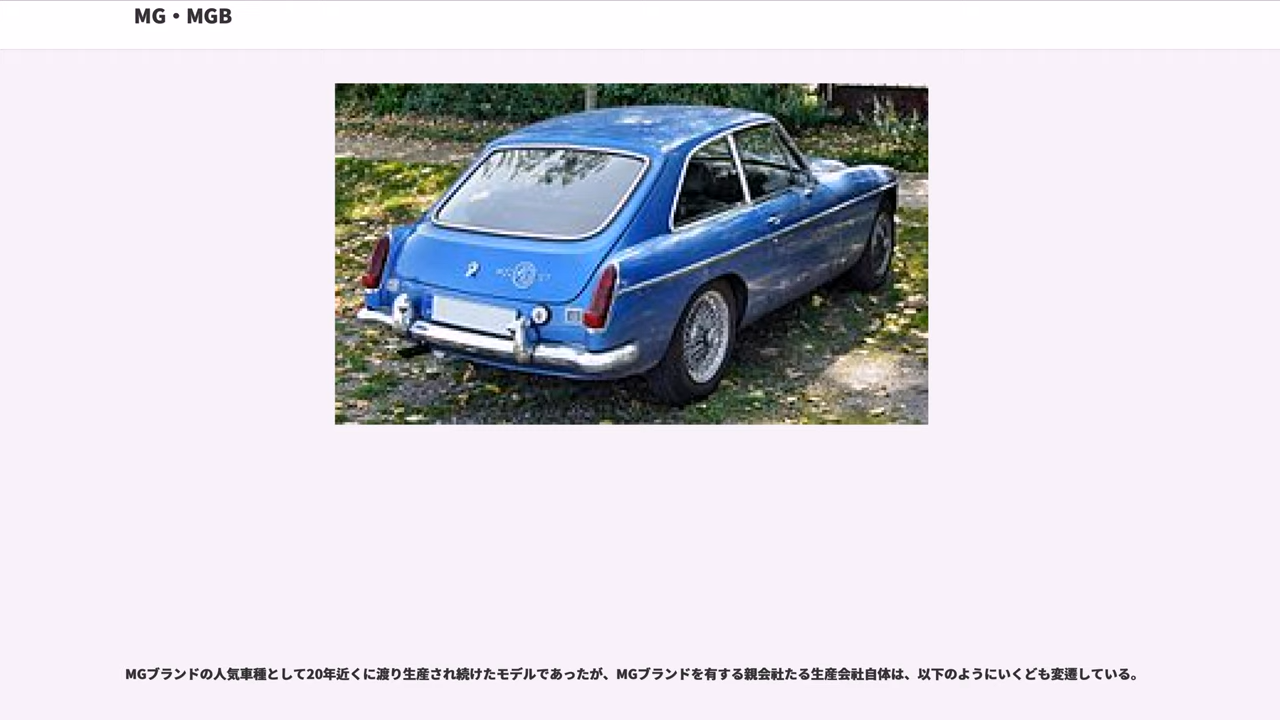 MG・MGB
MGブランドの人気車種として20年近くに渡り生産され続けたモデルであったが、MGブランドを有する親会社たる生産会社自体は、以下のようにいくども変遷している。